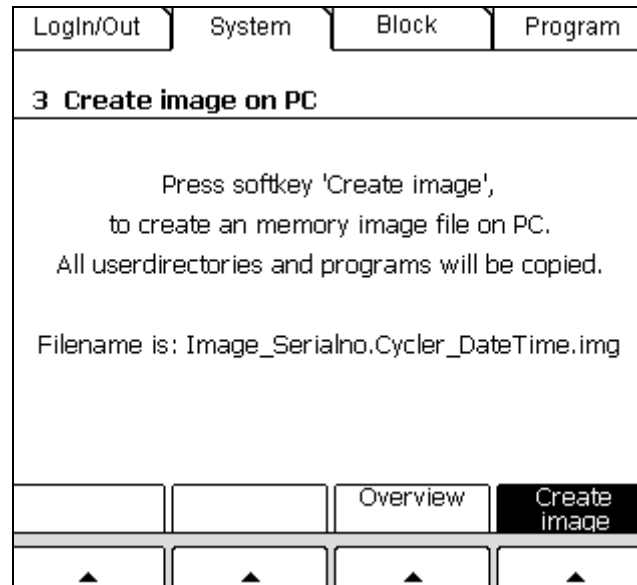 LogIn/Out System Block Program
3 Create image on PC
Press softkey 'Create image',
to create an memory image file on PC.
All userdirectories and programs will be copied.
Filename is: Image_Serialno.Cycler_DateTime.img
Overview Create
image